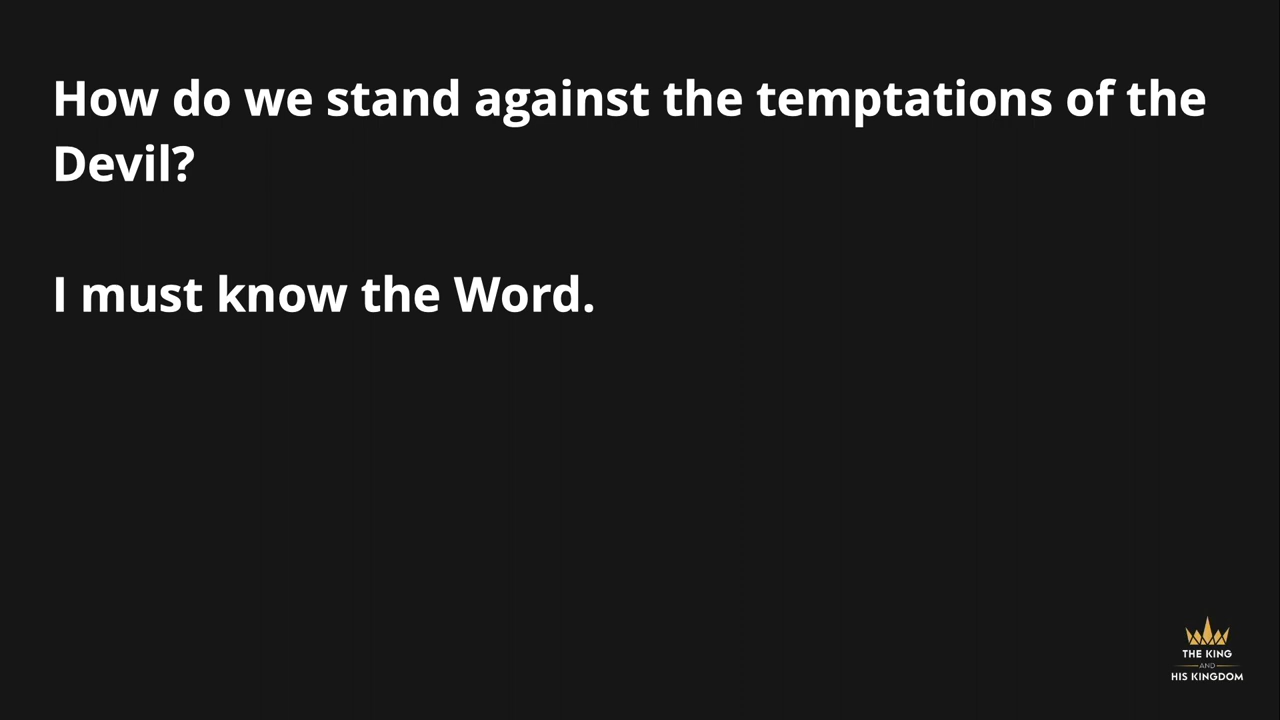 How do we stand against the temptations of the
Devil?
I must know the Word.
THE KING
AND
HIS KINGDOM